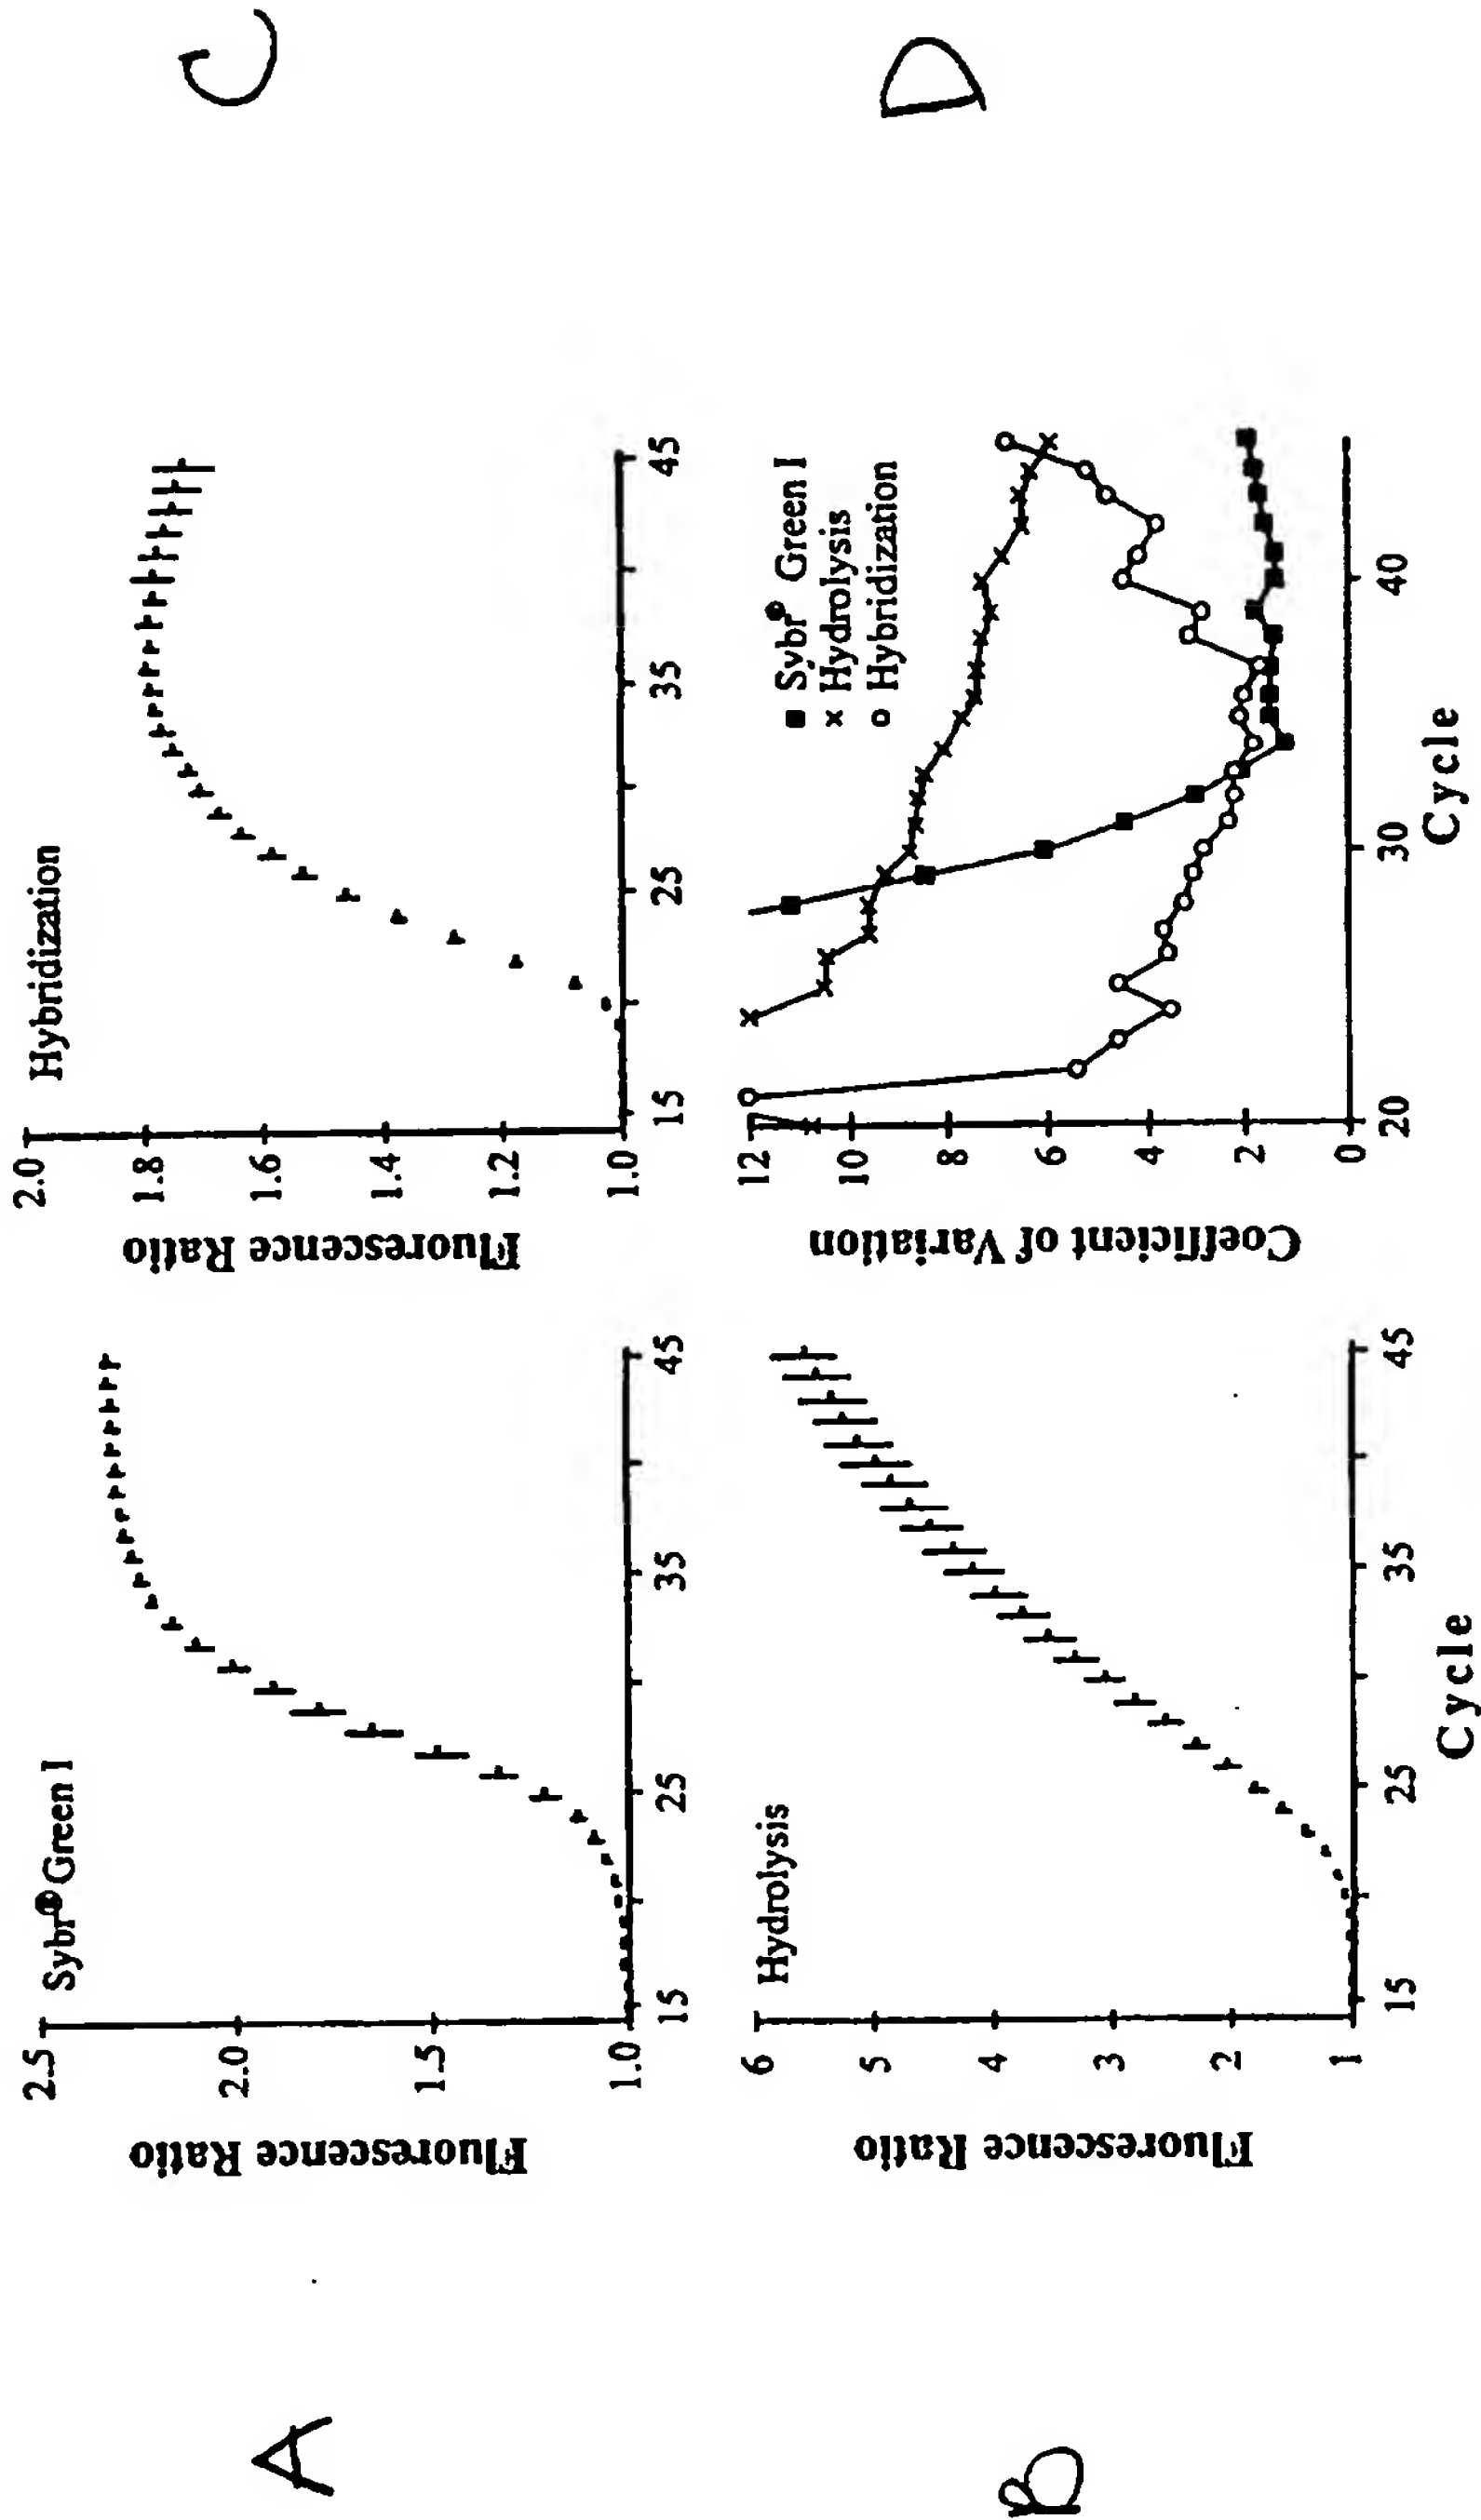 A
Sybr® Green I
Fluorescence Ratio
2.5
2.0
1.5
1.0
15
25
35
45
C
Hybridization
Fluorescence Ratio
2.0
1.8
1.6
1.4
1.2
1.0
15
25
35
45
B
Hydrolysis
Fluorescence Ratio
6
5
4
3
2
1
15
25
35
45
Cycle
D
Sybr® Green I
Hydrolysis
Hybridization
Coefficient of Variation
12
10
8
6
4
2
0
20
30
40
Cycle